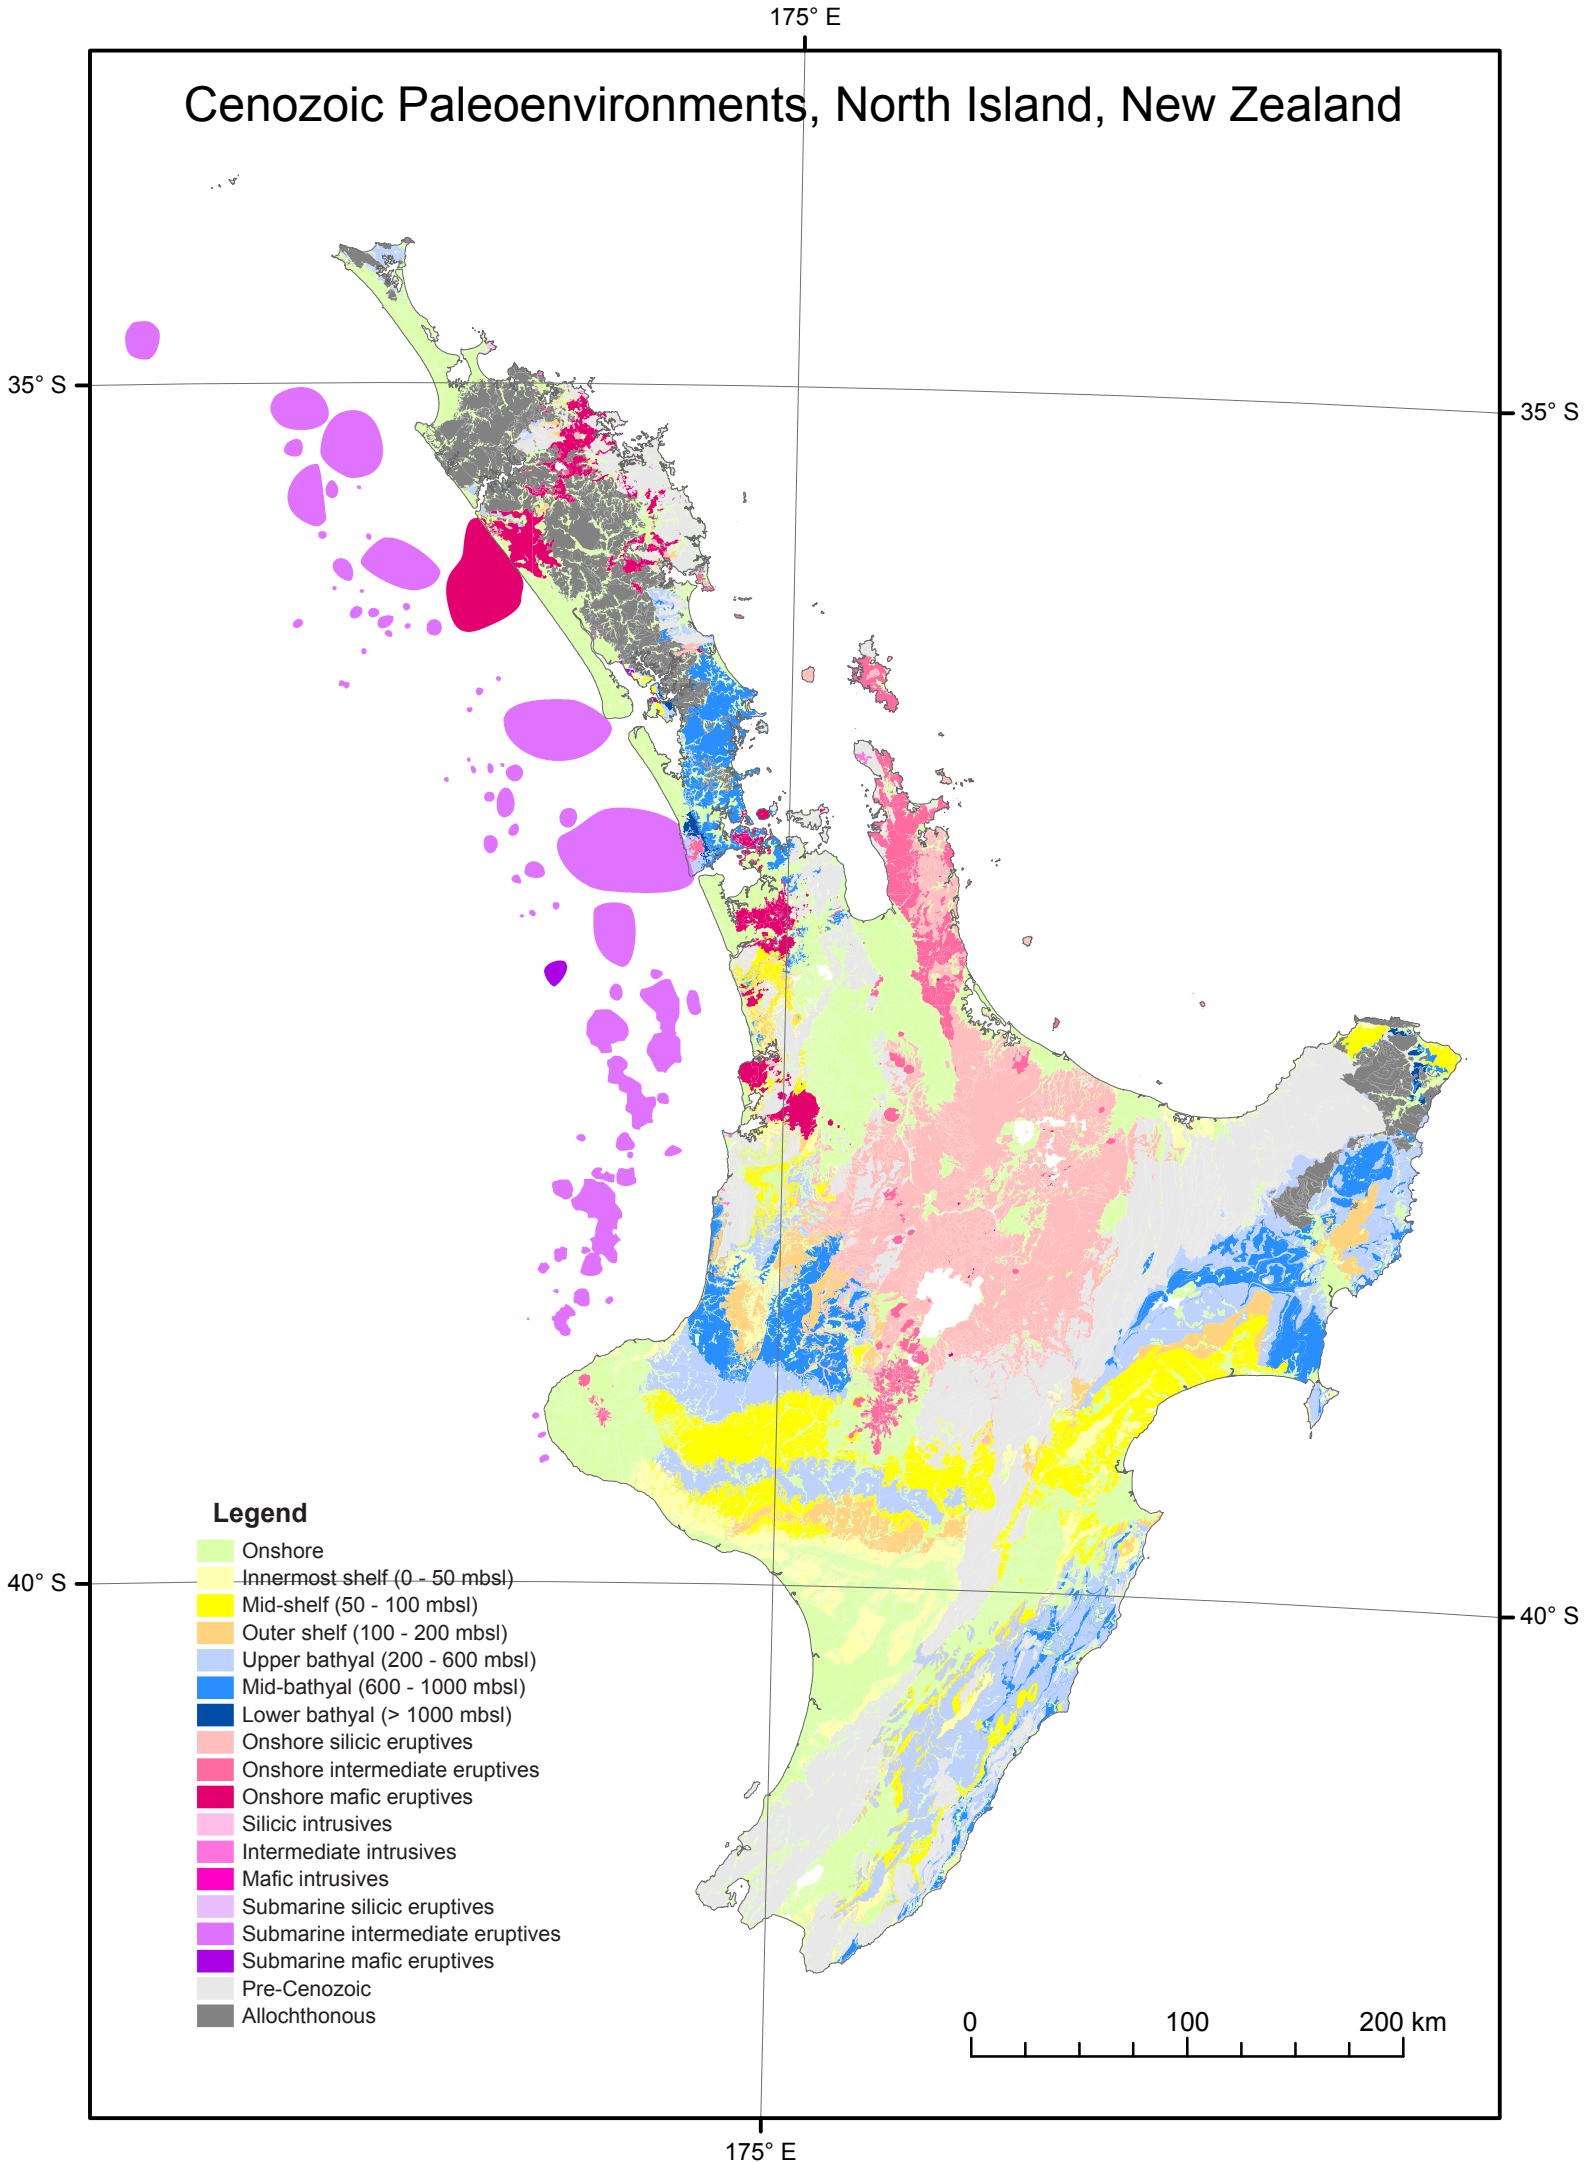 175° E
Cenozoic Paleoenvironments, North Island, New Zealand
35° S
35° S
Legend
Onshore
Innermost shelf (0 - 50 mbsl)
Mid-shelf (50 - 100 mbsl)
Outer shelf (100 - 200 mbsl)
Upper bathyal (200 - 600 mbsl)
Mid-bathyal (600 - 1000 mbsl)
Lower bathyal (> 1000 mbsl)
Onshore silicic eruptives
Onshore intermediate eruptives
Onshore mafic eruptives
Silicic intrusives
Intermediate intrusives
Mafic intrusives
Submarine silicic eruptives
Submarine intermediate eruptives
Submarine mafic eruptives
Pre-Cenozoic
Allochthonous
40° S
40° S
0 100 200 km
175° E